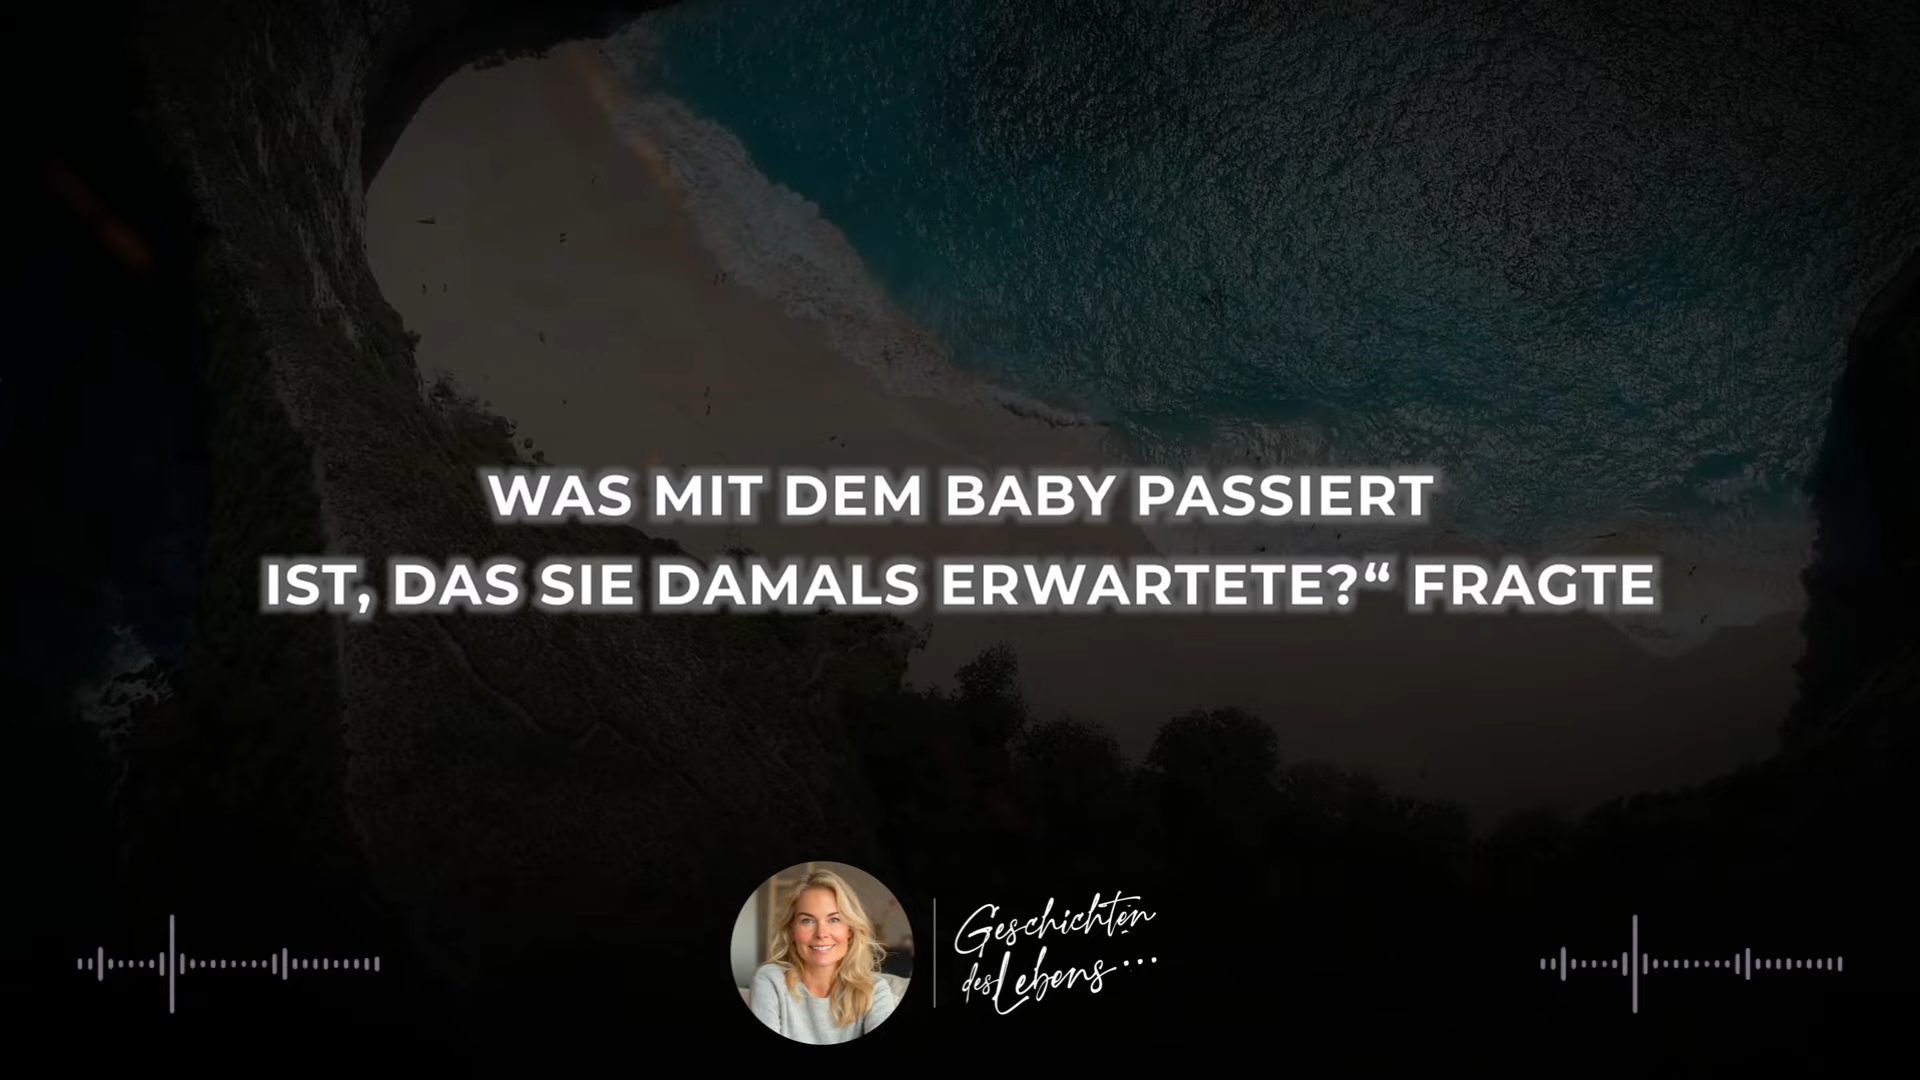 WAS MIT DEM BABY PASSIERT
IST, DAS SIE DAMALS ERWARTETE?“ FRAGTE
Geschichten
des Lebens...